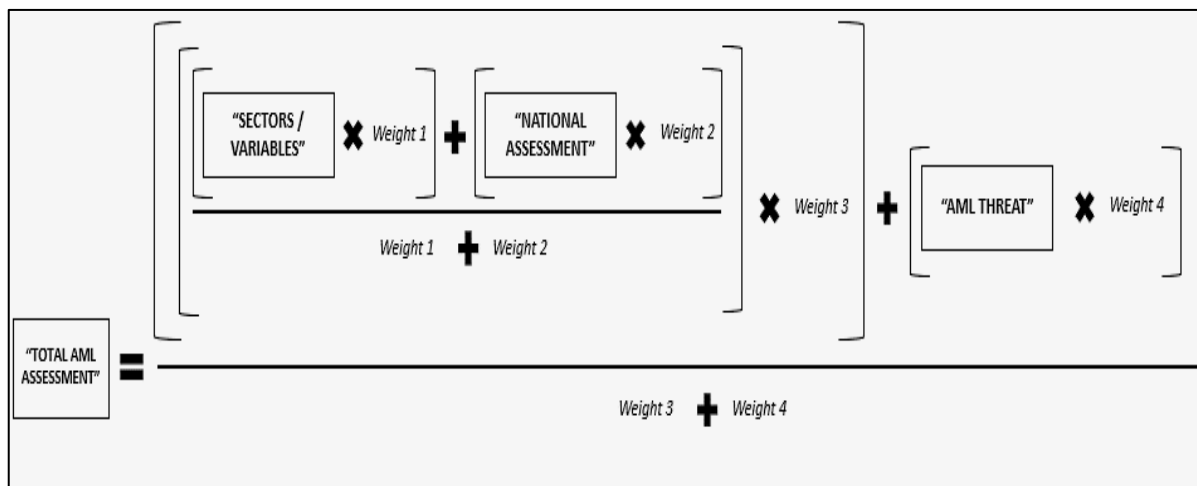 “SECTORS /
VARIABLES”
Weight 1
“NATIONAL
ASSESSMENT”
Weight 2
Weight 1
Weight 2
Weight 3
“AML THREAT”
Weight 4
“TOTAL AML
ASSESSMENT”
=
Weight 3
Weight 4